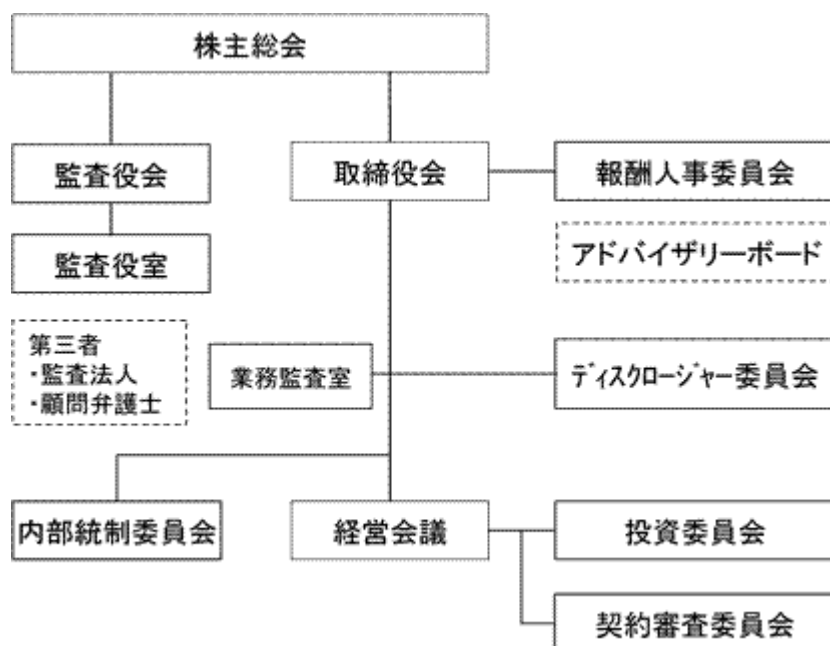 株主総会
監査役会
取締役会
報酬人事委員会
監査役室
アドバイザリーボード
第三者
・監査法人
・顧問弁護士
業務監査室
ディスクロージャー委員会
内部統制委員会
経営会議
投資委員会
契約審査委員会